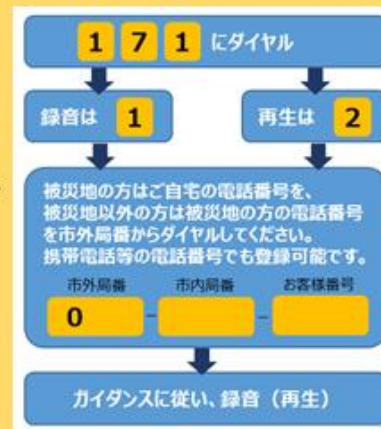 1 7 1 にダイヤル
録音は 1
再生は 2
被災地の方はご自宅の電話番号を、
被災地以外の方は被災地の方の電話番号
を市外局番からダイヤルしてください。
携帯電話等の電話番号でも登録可能です。
市外局番 市内局番 お客様番号
0 - -
ガイダンスに従い、録音（再生）